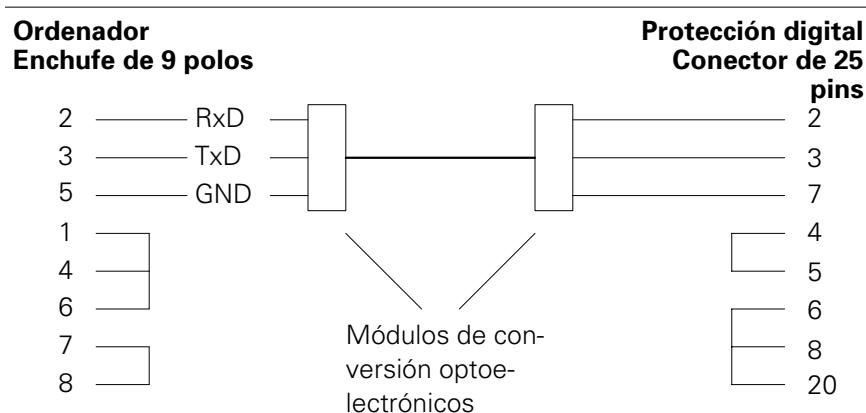 Ordenador
Enchufe de 9 polos
Protección digital
Conector de 25
pins
2 RxD 2
3 TxD 3
5 GND 7
1 4
4 5
6 6
7 8
8 20
Módulos de con-
versión optoe-
lectrónicos